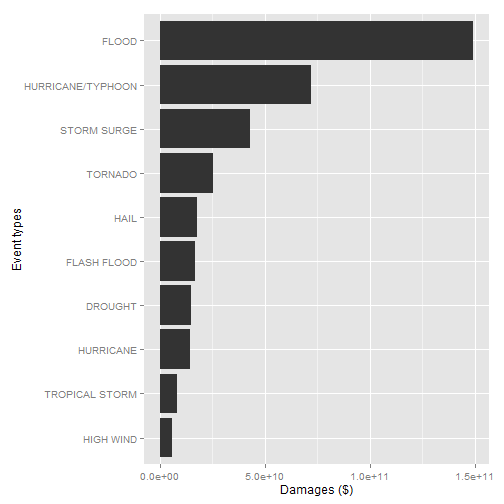 FLOOD
HURRICANE/TYPHOON
STORM SURGE
TORNADO
HAIL
FLASH FLOOD
DROUGHT
HURRICANE
TROPICAL STORM
HIGH WIND
Event types
0.0e+00 5.0e+10 1.0e+11 1.5e+11
Damages ($)